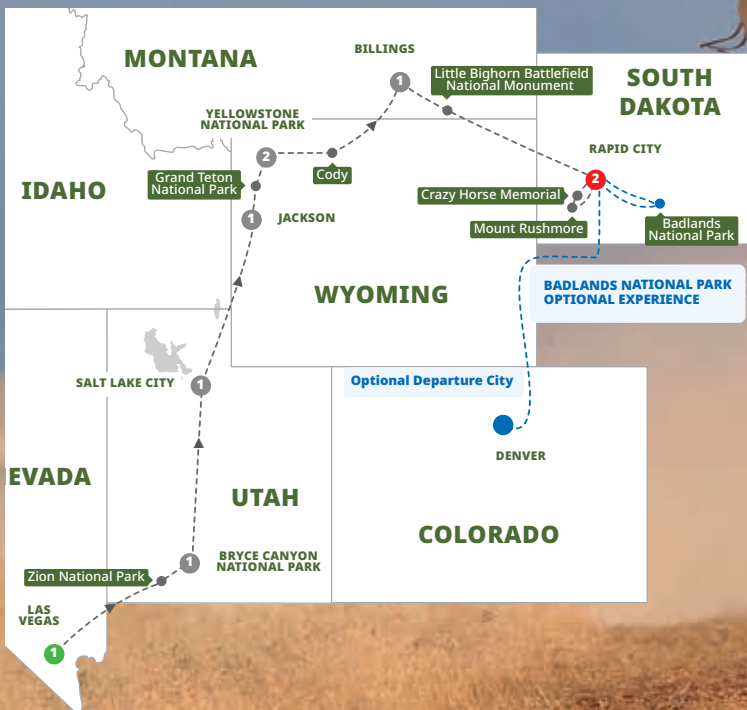 MONTANA
BILLINGS
1
Little Bighorn Battlefield
National Monument
SOUTH
DAKOTA
YELLOWSTONE
NATIONAL PARK
2
RAPID CITY
2
IDAHO
Grand Teton
National Park
Cody
Crazy Horse Memorial
Mount Rushmore
Badlands
National Park
1
JACKSON
WYOMING
BADLANDS NATIONAL PARK
OPTIONAL EXPERIENCE
SALT LAKE CITY
1
Optional Departure City
DENVER
EVADA
UTAH
COLORADO
Zion National Park
1
BRYCE CANYON
NATIONAL PARK
LAS
VEGAS
1